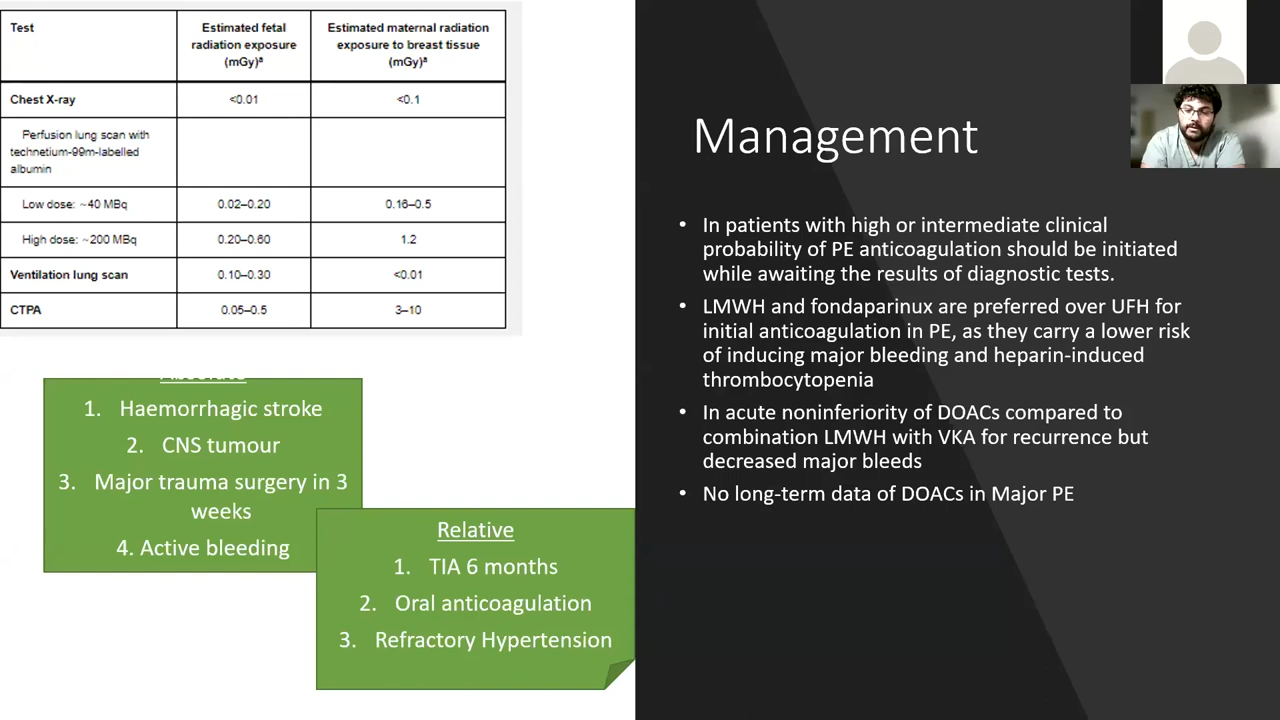 Test
Estimated fetal
radiation exposure
(mGy)ª
Estimated maternal radiation
exposure to breast tissue
(mGy)ª
Chest X-ray
<0.01
<0.1
Perfusion lung scan with
technetium-99m-labelled
albumin
Low dose: ~40 MBq
0.02–0.20
0.16–0.5
High dose: ~200 MBq
0.20–0.60
1.2
Ventilation lung scan
0.10–0.30
<0.01
CTPA
0.05–0.5
3–10
Absolute
1. Haemorrhagic stroke
2. CNS tumour
3. Major trauma surgery in 3
weeks
4. Active bleeding
Relative
1. TIA 6 months
2. Oral anticoagulation
3. Refractory Hypertension
Management
• In patients with high or intermediate clinical
probability of PE anticoagulation should be initiated
while awaiting the results of diagnostic tests.
• LMWH and fondaparinux are preferred over UFH for
initial anticoagulation in PE, as they carry a lower risk
of inducing major bleeding and heparin-induced
thrombocytopenia
• In acute noninferiority of DOACs compared to
combination LMWH with VKA for recurrence but
decreased major bleeds
• No long-term data of DOACs in Major PE